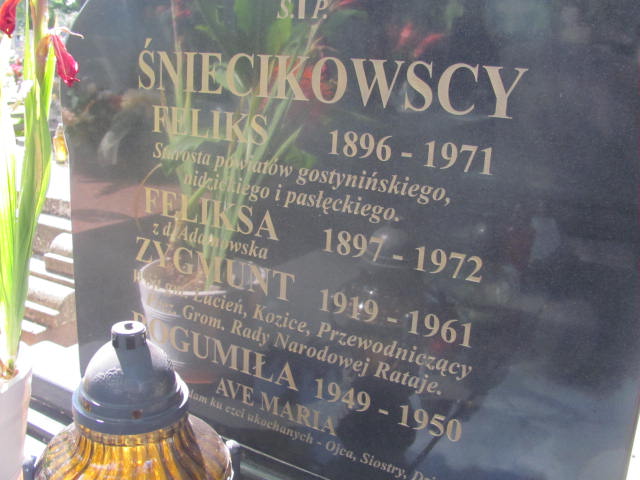 Ś. P.
ŚNIECIKOWSCY
FELIKS 1896 - 1971
Starosta powiatów gostynińskiego,
nidzickiego i pasłęckiego.
FELIKSA 1897 - 1972
z d. Adamowska
ZYGMUNT 1919 - 1961
gm. Lucień, Kozice, Przewodniczący
Grom. Rady Narodowej Rataje.
BOGUMIŁA 1949 - 1950
AVE MARIA
ku czci ukochanych - Ojca, Siostry,